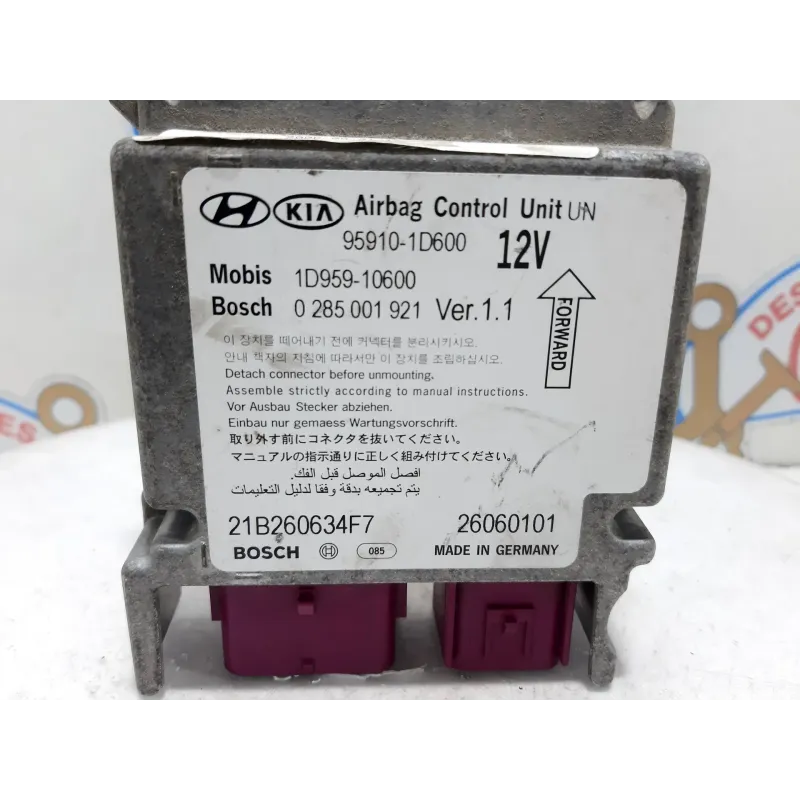 KIA Airbag Control Unit UN
95910-1D600 12V
Mobis 1D959-10600
Bosch 0 285 001 921 Ver.1.1
FORWARD
이 장치를 떼어내기 전에 커넥터를 분리시키시오.
안내 책자의 지침에 따라서만 이 장치를 조립하십시오.
Detach connector before unmounting.
Assemble strictly according to manual instructions.
Vor Ausbau Stecker abziehen.
Einbau nur gemaess Wartungsvorschrift.
取り外す前にコネクタを抜いてください。
マニュアルの指示通りに正しく組み付けてください。
افصل الموصل قبل الفك.
يتم تجميعه بدقة وفقا لدليل التعليمات
21B260634F7 26060101
BOSCH 085 MADE IN GERMANY
DES